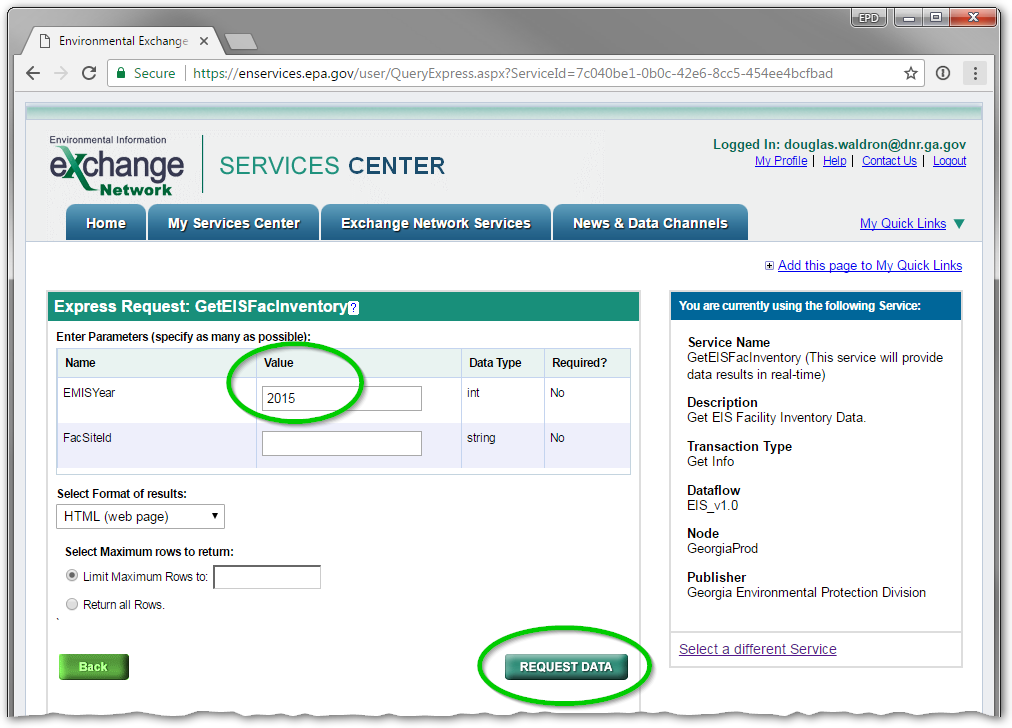 EPD
Environmental Exchange
Secure
https://enservices.epa.gov/user/QueryExpress.aspx?ServiceId=7c040be1-0b0c-42e6-8cc5-454ee4bcfbad
Environmental Information
eXchange
Network
SERVICES CENTER
Logged In: douglas.waldron@dnr.ga.gov
My Profile | Help | Contact Us | Logout
Home
My Services Center
Exchange Network Services
News & Data Channels
My Quick Links
Add this page to My Quick Links
Express Request: GetEISFacInventory ?
Enter Parameters (specify as many as possible):
Name Value Data Type Required?
EMISYear 2015 int No
FacSiteId string No
Select Format of results:
HTML (web page)
Select Maximum rows to return:
Limit Maximum Rows to:
Return all Rows.
Back
REQUEST DATA
You are currently using the following Service:
Service Name
GetEISFacInventory (This service will provide
data results in real-time)
Description
Get EIS Facility Inventory Data.
Transaction Type
Get Info
Dataflow
EIS_v1.0
Node
GeorgiaProd
Publisher
Georgia Environmental Protection Division
Select a different Service